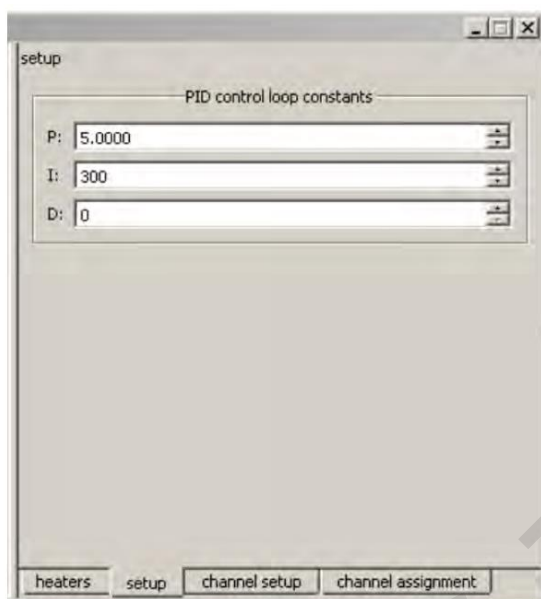 setup
PID control loop constants
P: 5.0000
I: 300
D: 0
heaters setup channel setup channel assignment